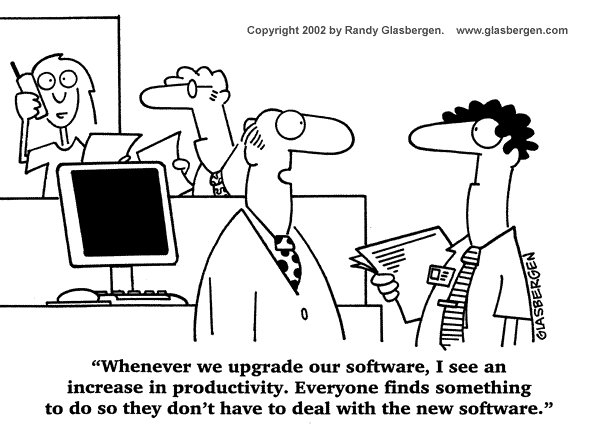 Copyright 2002 by Randy Glasbergen. www.glasbergen.com
GLASBERGEN
“Whenever we upgrade our software, I see an
increase in productivity. Everyone finds something
to do so they don’t have to deal with the new software.”